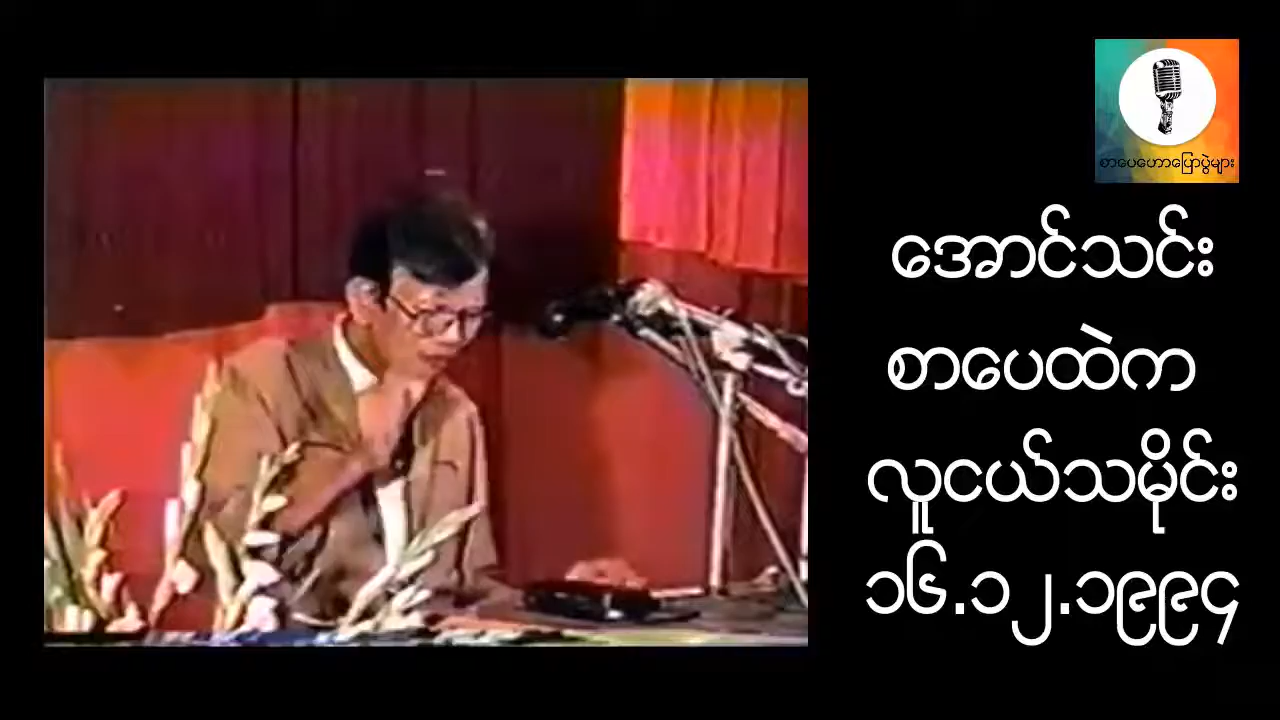 စာပေဟောပြောပွဲများ
အောင်သင်း
စာပေထဲက
လူငယ်သမိုင်း
၁၆.၁၂.၁၉၉၄